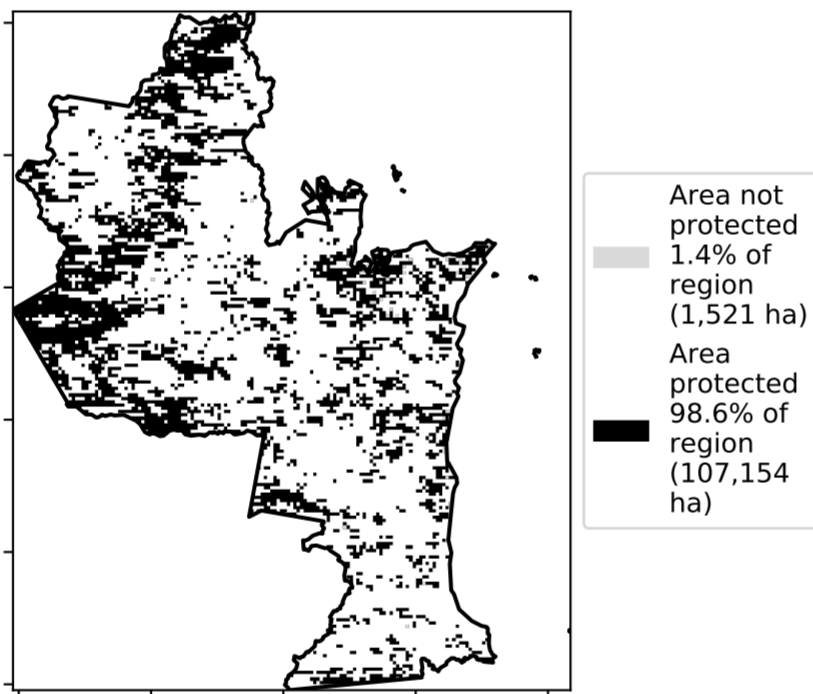 Area not
protected
1.4% of
region
(1,521 ha)
Area
protected
98.6% of
region
(107,154
ha)